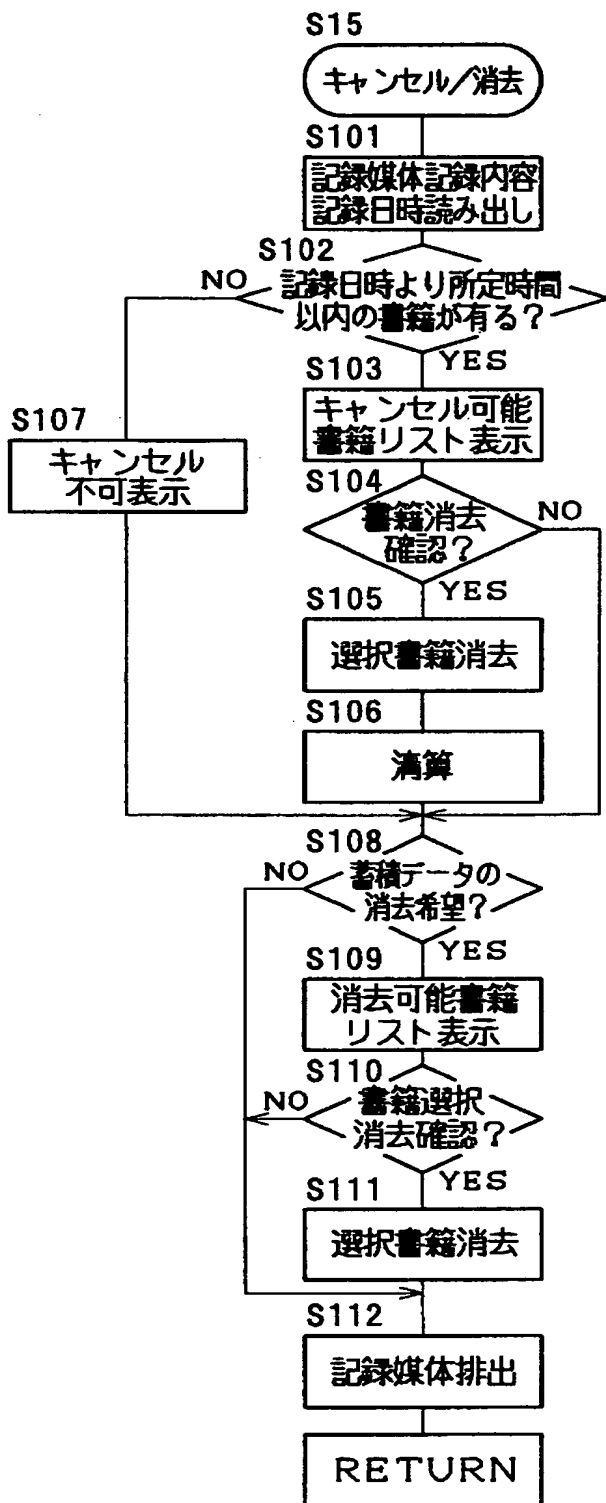 S15
キャンセル/消去
S101
記録媒体記録内容
記録日時読み出し
S102
NO
記録日時より所定時間
以内の書籍が有る?
YES
S103
キャンセル可能
書籍リスト表示
S107
キャンセル
不可表示
S104
書籍消去
確認?
NO
YES
S105
選択書籍消去
S106
清算
S108
NO
蓄積データの
消去希望?
YES
S109
消去可能書籍
リスト表示
S110
NO
書籍選択
消去確認?
YES
S111
選択書籍消去
S112
記録媒体排出
RETURN